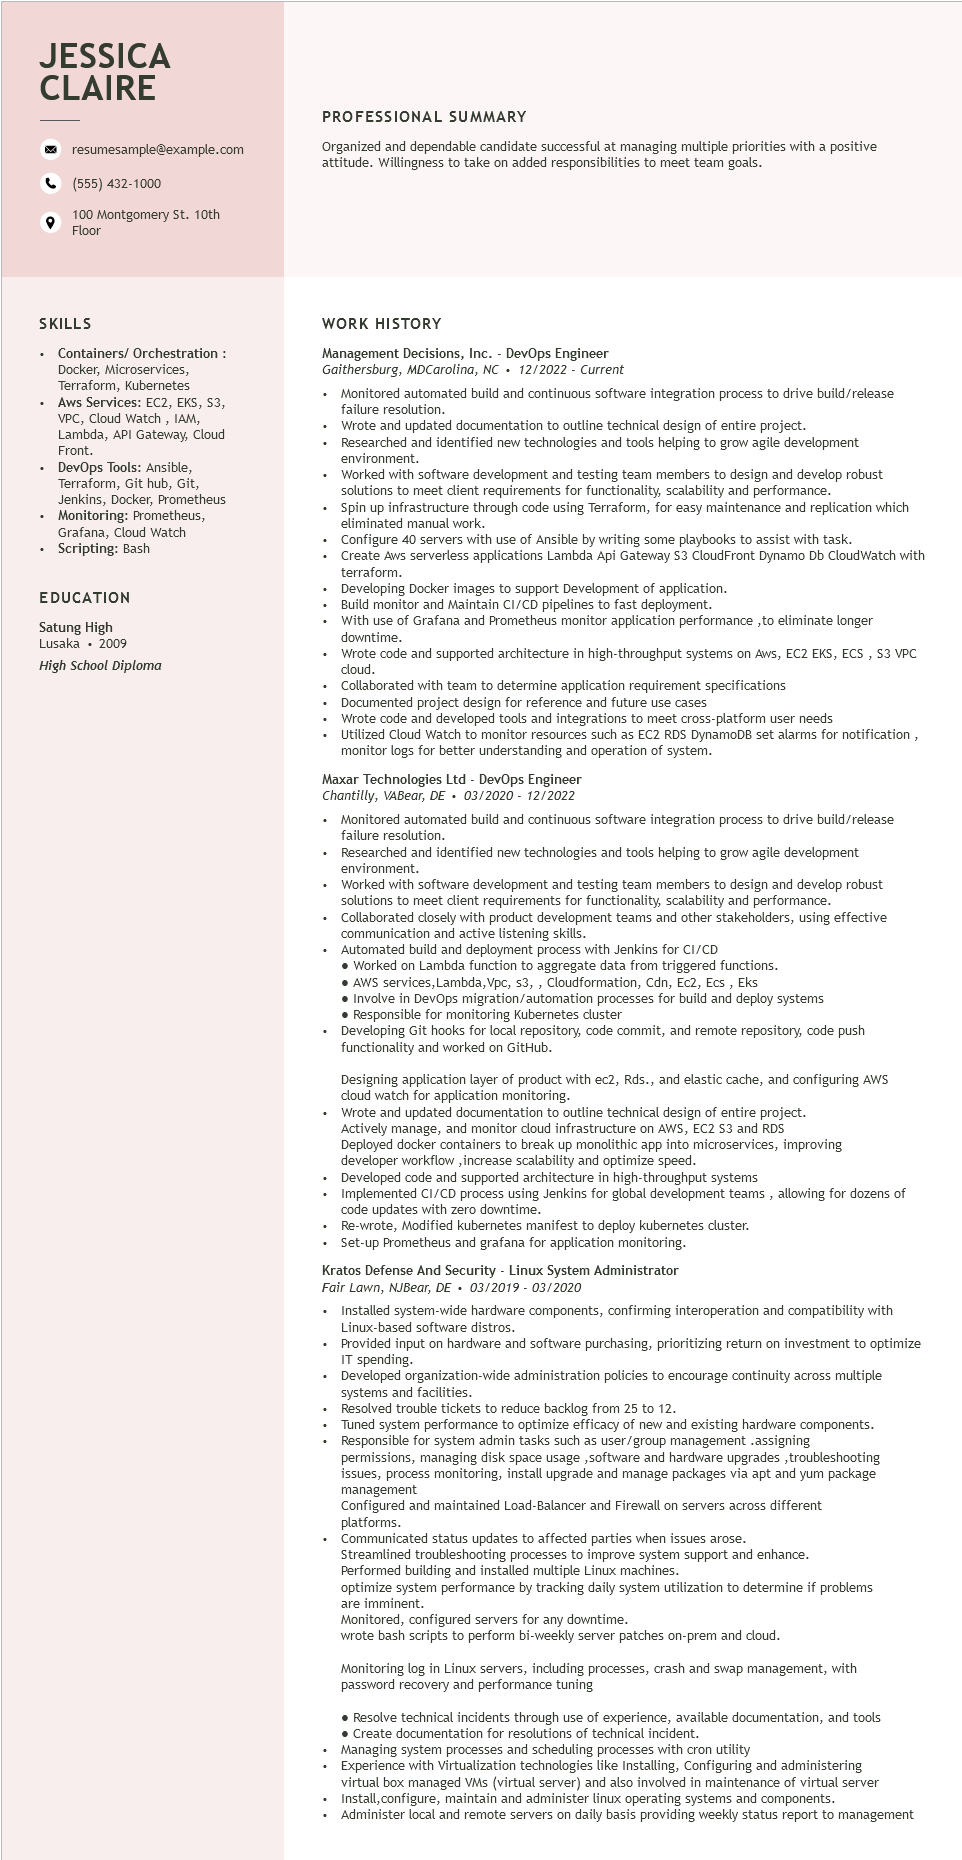 JESSICA
CLAIRE
resumesample@example.com
(555) 432-1000
100 Montgomery St. 10th
Floor
PROFESSIONAL SUMMARY
Organized and dependable candidate successful at managing multiple priorities with a positive
attitude. Willingness to take on added responsibilities to meet team goals.
SKILLS
• Containers/ Orchestration :
Docker, Microservices,
Terraform, Kubernetes
• Aws Services: EC2, EKS, S3,
VPC, Cloud Watch , IAM,
Lambda, API Gateway, Cloud
Front.
• DevOps Tools: Ansible,
Terraform, Git hub, Git,
Jenkins, Docker, Prometheus
• Monitoring: Prometheus,
Grafana, Cloud Watch
• Scripting: Bash
EDUCATION
Satung High
Lusaka • 2009
High School Diploma
WORK HISTORY
Management Decisions, Inc. - DevOps Engineer
Gaithersburg, MDCarolina, NC • 12/2022 - Current
• Monitored automated build and continuous software integration process to drive build/release
failure resolution.
• Wrote and updated documentation to outline technical design of entire project.
• Researched and identified new technologies and tools helping to grow agile development
environment.
• Worked with software development and testing team members to design and develop robust
solutions to meet client requirements for functionality, scalability and performance.
• Spin up infrastructure through code using Terraform, for easy maintenance and replication which
eliminated manual work.
• Configure 40 servers with use of Ansible by writing some playbooks to assist with task.
• Create Aws serverless applications Lambda Api Gateway S3 CloudFront Dynamo Db CloudWatch with
terraform.
• Developing Docker images to support Development of application.
• Build monitor and Maintain CI/CD pipelines to fast deployment.
• With use of Grafana and Prometheus monitor application performance ,to eliminate longer
downtime.
• Wrote code and supported architecture in high-throughput systems on Aws, EC2 EKS, ECS , S3 VPC
cloud.
• Collaborated with team to determine application requirement specifications
• Documented project design for reference and future use cases
• Wrote code and developed tools and integrations to meet cross-platform user needs
• Utilized Cloud Watch to monitor resources such as EC2 RDS DynamoDB set alarms for notification ,
monitor logs for better understanding and operation of system.
Maxar Technologies Ltd - DevOps Engineer
Chantilly, VABear, DE • 03/2020 - 12/2022
• Monitored automated build and continuous software integration process to drive build/release
failure resolution.
• Researched and identified new technologies and tools helping to grow agile development
environment.
• Worked with software development and testing team members to design and develop robust
solutions to meet client requirements for functionality, scalability and performance.
• Collaborated closely with product development teams and other stakeholders, using effective
communication and active listening skills.
• Automated build and deployment process with Jenkins for CI/CD
● Worked on Lambda function to aggregate data from triggered functions.
● AWS services,Lambda,Vpc, s3, , Cloudformation, Cdn, Ec2, Ecs , Eks
● Involve in DevOps migration/automation processes for build and deploy systems
● Responsible for monitoring Kubernetes cluster
• Developing Git hooks for local repository, code commit, and remote repository, code push
functionality and worked on GitHub.
Designing application layer of product with ec2, Rds., and elastic cache, and configuring AWS
cloud watch for application monitoring.
• Wrote and updated documentation to outline technical design of entire project.
Actively manage, and monitor cloud infrastructure on AWS, EC2 S3 and RDS
Deployed docker containers to break up monolithic app into microservices, improving
developer workflow ,increase scalability and optimize speed.
• Developed code and supported architecture in high-throughput systems
• Implemented CI/CD process using Jenkins for global development teams , allowing for dozens of
code updates with zero downtime.
• Re-wrote, Modified kubernetes manifest to deploy kubernetes cluster.
• Set-up Prometheus and grafana for application monitoring.
Kratos Defense And Security - Linux System Administrator
Fair Lawn, NJBear, DE • 03/2019 - 03/2020
• Installed system-wide hardware components, confirming interoperation and compatibility with
Linux-based software distros.
• Provided input on hardware and software purchasing, prioritizing return on investment to optimize
IT spending.
• Developed organization-wide administration policies to encourage continuity across multiple
systems and facilities.
• Resolved trouble tickets to reduce backlog from 25 to 12.
• Tuned system performance to optimize efficacy of new and existing hardware components.
• Responsible for system admin tasks such as user/group management .assigning
permissions, managing disk space usage ,software and hardware upgrades ,troubleshooting
issues, process monitoring, install upgrade and manage packages via apt and yum package
management
Configured and maintained Load-Balancer and Firewall on servers across different
platforms.
• Communicated status updates to affected parties when issues arose.
Streamlined troubleshooting processes to improve system support and enhance.
Performed building and installed multiple Linux machines.
optimize system performance by tracking daily system utilization to determine if problems
are imminent.
Monitored, configured servers for any downtime.
wrote bash scripts to perform bi-weekly server patches on-prem and cloud.
Monitoring log in Linux servers, including processes, crash and swap management, with
password recovery and performance tuning
● Resolve technical incidents through use of experience, available documentation, and tools
● Create documentation for resolutions of technical incident.
• Managing system processes and scheduling processes with cron utility
• Experience with Virtualization technologies like Installing, Configuring and administering
virtual box managed VMs (virtual server) and also involved in maintenance of virtual server
• Install,configure, maintain and administer linux operating systems and components.
• Administer local and remote servers on daily basis providing weekly status report to management